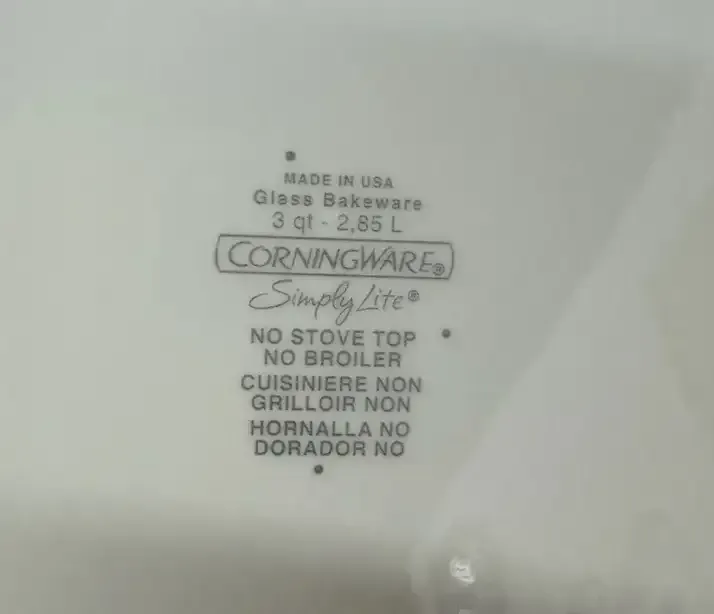 MADE IN USA
Glass Bakeware
3 qt - 2,85 L
CORNINGWARE®
Simply Lite®
NO STOVE TOP
NO BROILER
CUISINIERE NON
GRILLOIR NON
HORNALLA NO
DORADOR NO